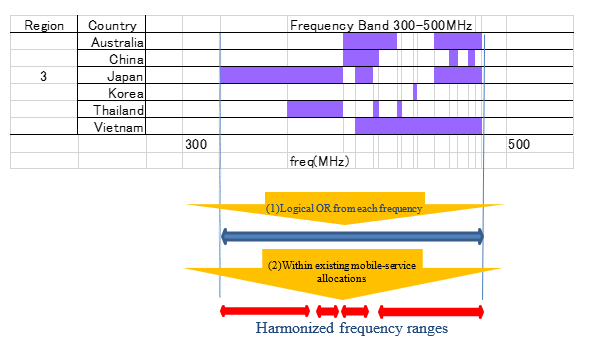 Region Country Frequency Band 300-500MHz
Australia
China
3 Japan
Korea
Thailand
Vietnam
300 500
freq(MHz)
(1)Logical OR from each frequency
(2)Within existing mobile-service
allocations
Harmonized frequency ranges